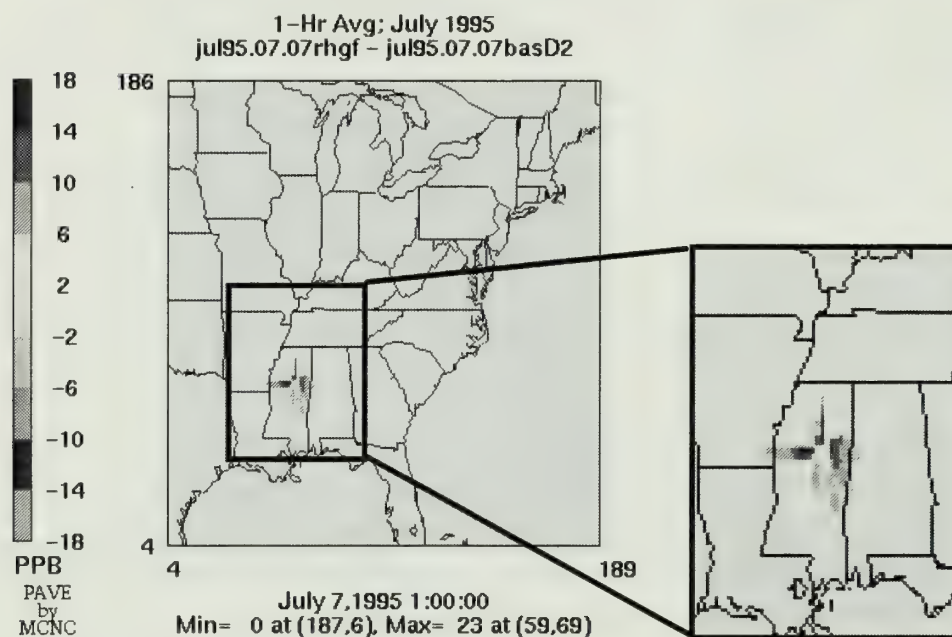 1-Hr Avg; July 1995
jul95.07.07rhgf - jul95.07.07basD2
18
14
10
6
2
-2
-6
-10
-14
-18
PPB
PAVE
by
MCNC
186
4
4
189
July 7,1995 1:00:00
Min= 0 at (187,6), Max= 23 at (59,69)